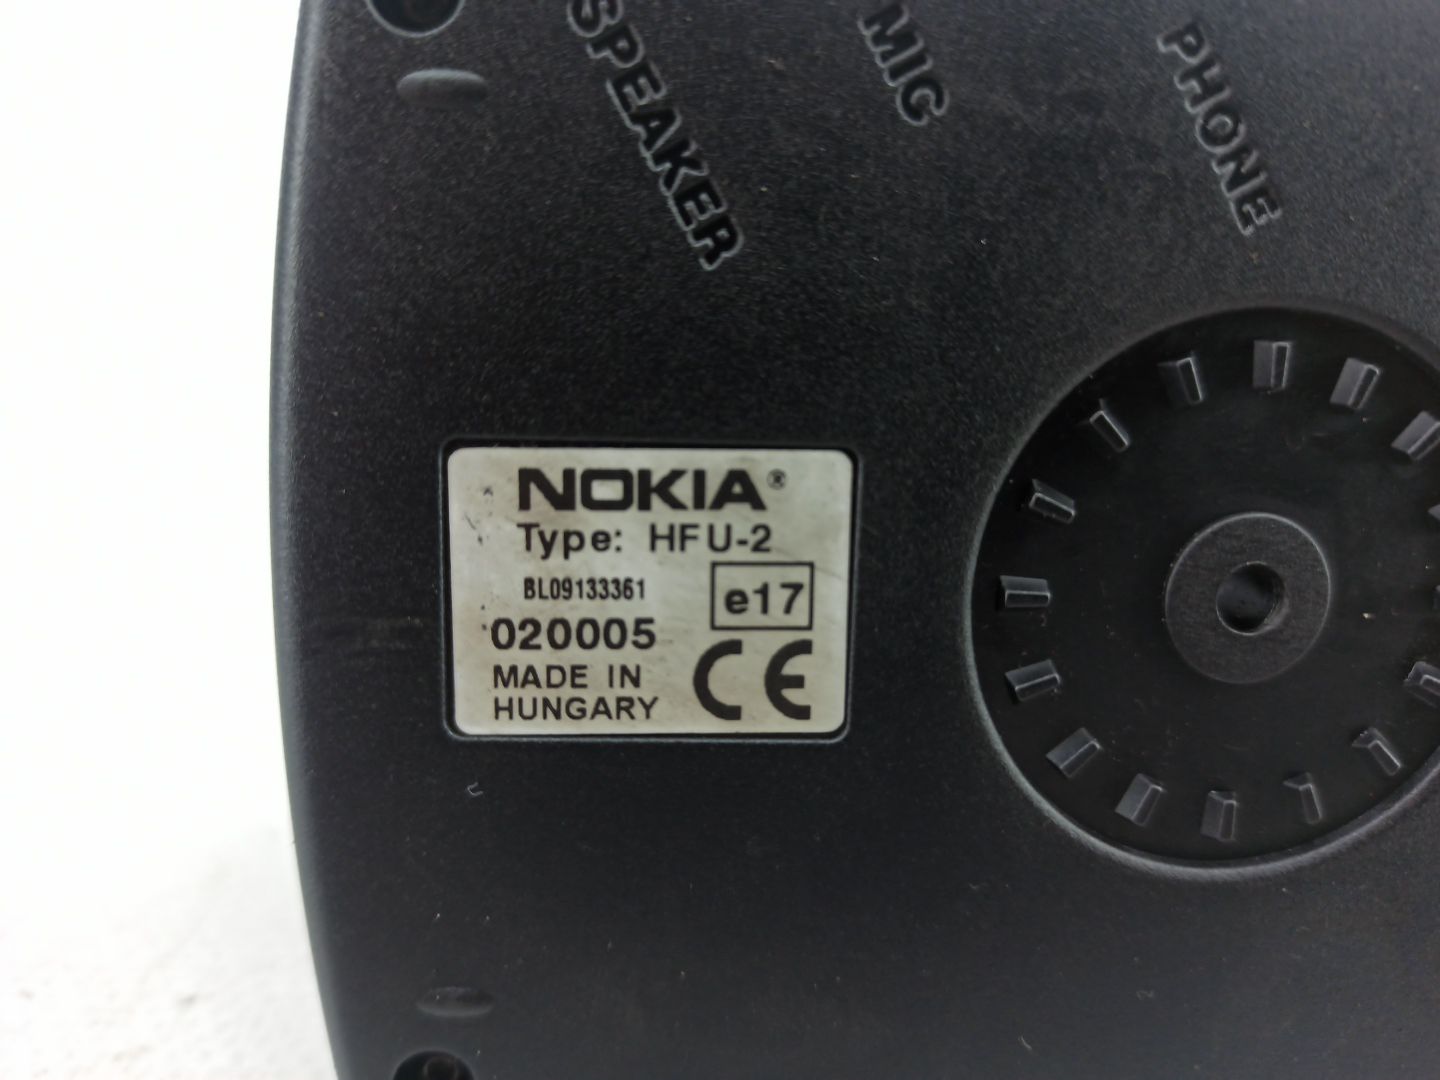 SPEAKER
MIC
PHONE
NOKIA®
Type: HFU-2
BL09133361
e17
020005
MADE IN
HUNGARY
CE